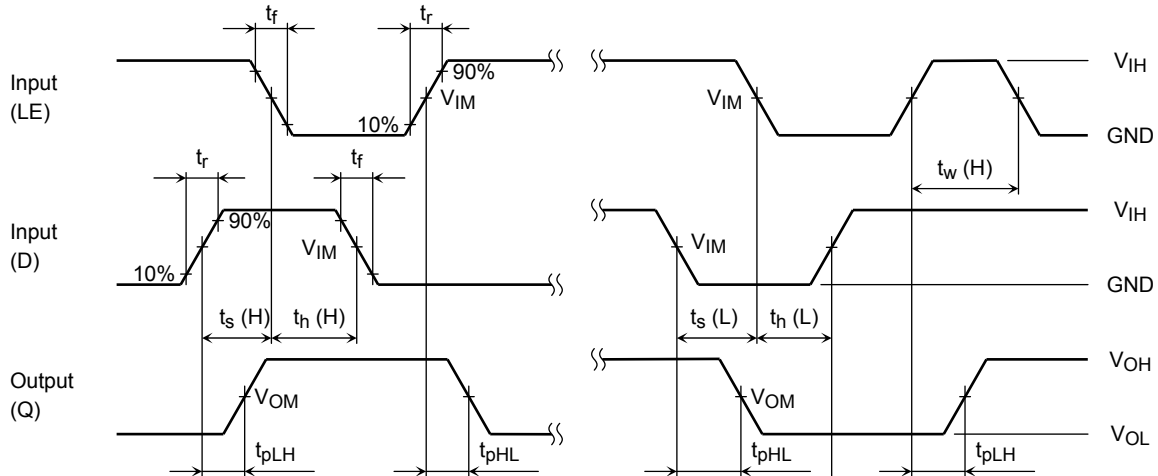 tf
tr
Input
(LE)
90%
VIM
10%
VIM
VIH
GND
tw (H)
tr
tf
Input
(D)
90%
VIM
10%
VIM
VIH
GND
ts (H)
th (H)
ts (L)
th (L)
Output
(Q)
VOM
VOM
VOH
VOL
tpLH
tpHL
tpHL
tpLH